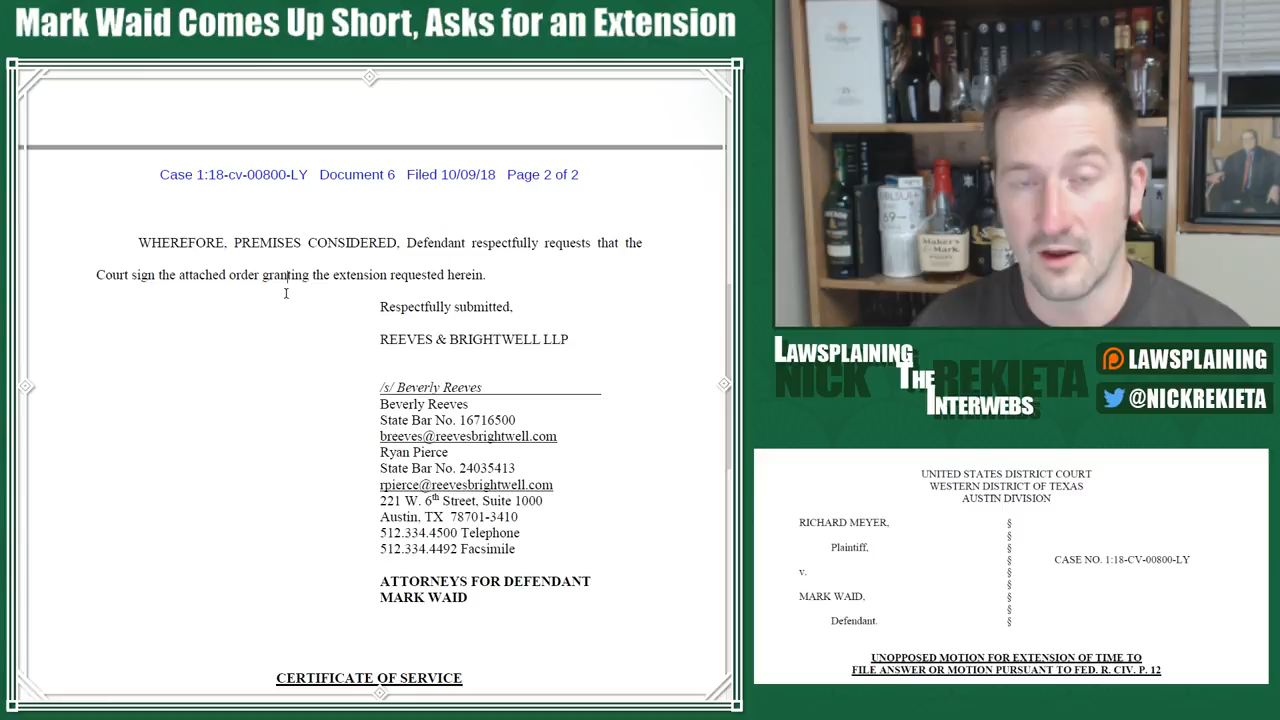 Mark Waid Comes Up Short, Asks for an Extension
Case 1:18-cv-00800-LY Document 6 Filed 10/09/18 Page 2 of 2
WHEREFORE, PREMISES CONSIDERED, Defendant respectfully requests that the
Court sign the attached order granting the extension requested herein.
Respectfully submitted,
REEVES & BRIGHTWELL LLP
/s/ Beverly Reeves
Beverly Reeves
State Bar No. 16716500
breeves@reevesbrightwell.com
Ryan Pierce
State Bar No. 24035413
rpierce@reevesbrightwell.com
221 W. 6th Street, Suite 1000
Austin, TX 78701-3410
512.334.4500 Telephone
512.334.4492 Facsimile
ATTORNEYS FOR DEFENDANT
MARK WAID
CERTIFICATE OF SERVICE
Maker's
Mark
69
LAWSPLAINING
THE
INTERWEBS
NICK REKIETA
LAWSPLAINING
@NICKREKIETA
UNITED STATES DISTRICT COURT
WESTERN DISTRICT OF TEXAS
AUSTIN DIVISION
RICHARD MEYER, §
§
Plaintiff, §
§ CASE NO. 1:18-CV-00800-LY
v. §
§
MARK WAID, §
§
Defendant. §
UNOPPOSED MOTION FOR EXTENSION OF TIME TO
FILE ANSWER OR MOTION PURSUANT TO FED. R. CIV. P. 12